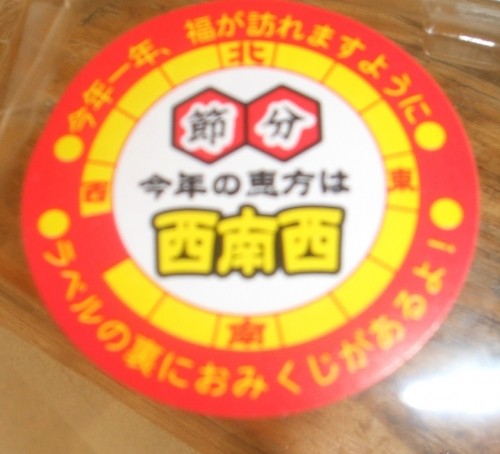 今年一年、福が訪れますように
北
節分
今年の恵方は
西南西
西
東
南
ラベルの裏におみくじがあるよ!